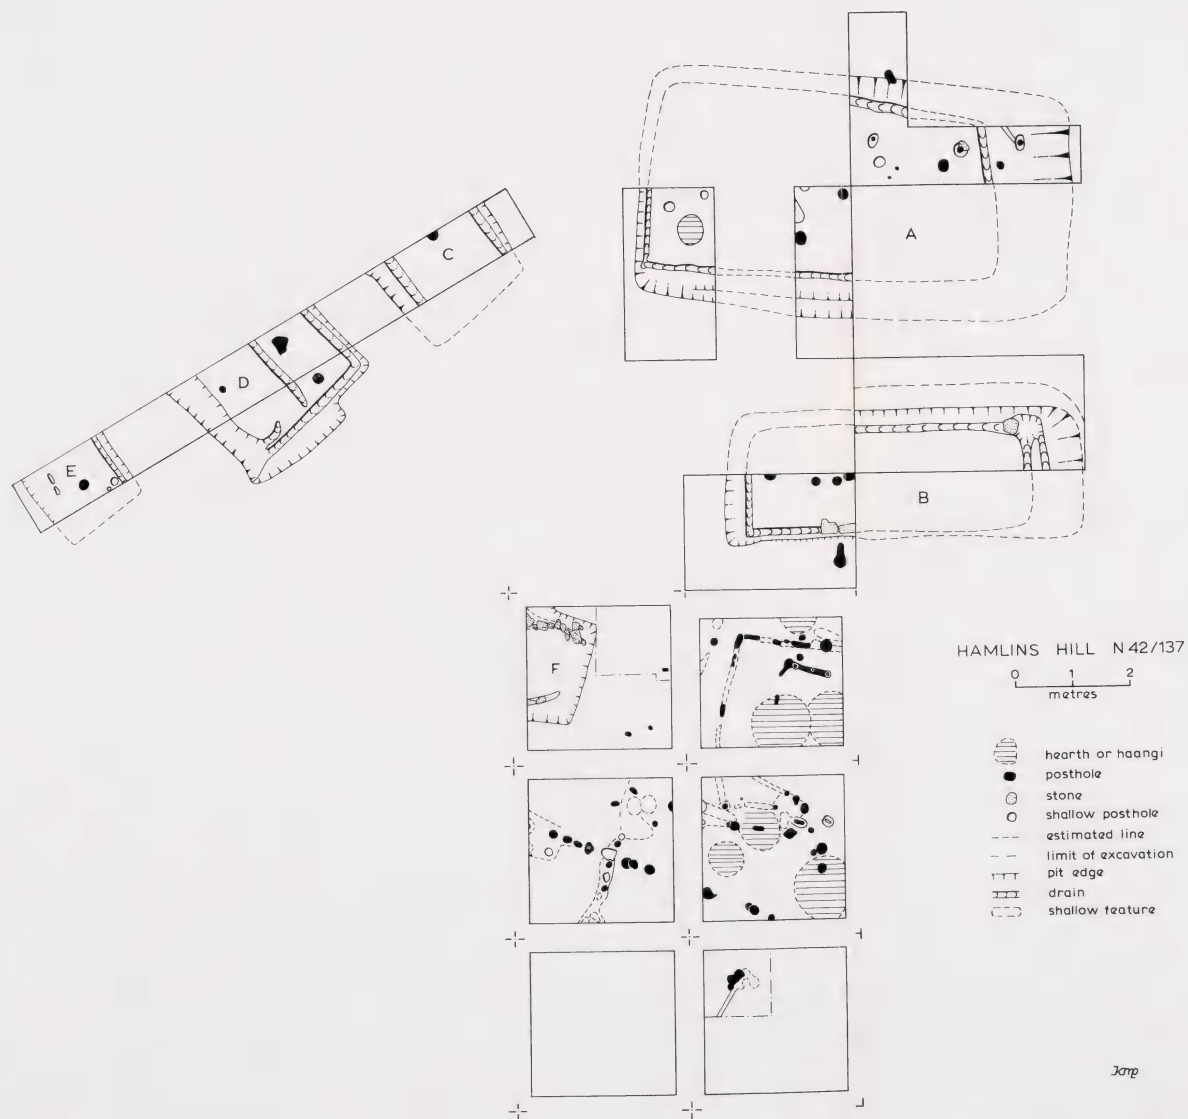 A
C
D
E
B
F
HAMLINS HILL N42/137
0 1 2
metres
hearth or haangi
posthole
stone
shallow posthole
estimated line
limit of excavation
pit edge
drain
shallow feature